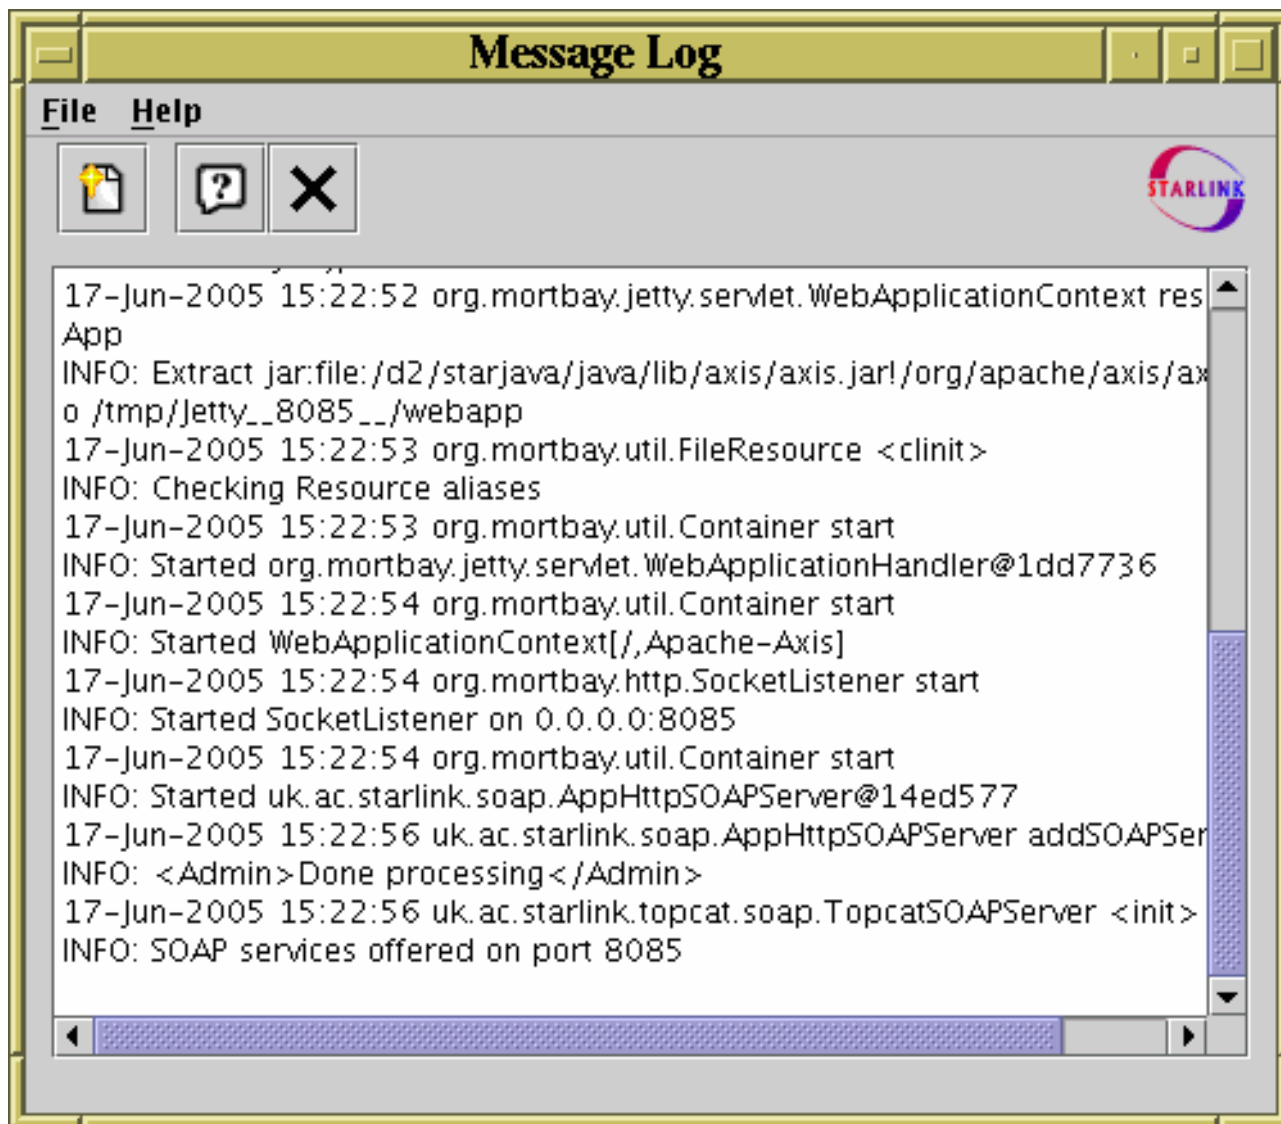 Message Log
File Help
STARLINK
17-Jun-2005 15:22:52 org.mortbay.jetty.servlet.WebApplicationContext res
App
INFO: Extract jar:file:/d2/starjava/java/lib/axis/axis.jar!/org/apache/axis/ax
o /tmp/Jetty__8085__/webapp
17-Jun-2005 15:22:53 org.mortbay.util.FileResource <clinit>
INFO: Checking Resource aliases
17-Jun-2005 15:22:53 org.mortbay.util.Container start
INFO: Started org.mortbay.jetty.servlet.WebApplicationHandler@1dd7736
17-Jun-2005 15:22:54 org.mortbay.util.Container start
INFO: Started WebApplicationContext[/,Apache-Axis]
17-Jun-2005 15:22:54 org.mortbay.http.SocketListener start
INFO: Started SocketListener on 0.0.0.0:8085
17-Jun-2005 15:22:54 org.mortbay.util.Container start
INFO: Started uk.ac.starlink.soap.AppHttpSOAPServer@14ed577
17-Jun-2005 15:22:56 uk.ac.starlink.soap.AppHttpSOAPServer addSOAPSer
INFO: <Admin>Done processing</Admin>
17-Jun-2005 15:22:56 uk.ac.starlink.topcat.soap.TopcatSOAPServer <init>
INFO: SOAP services offered on port 8085